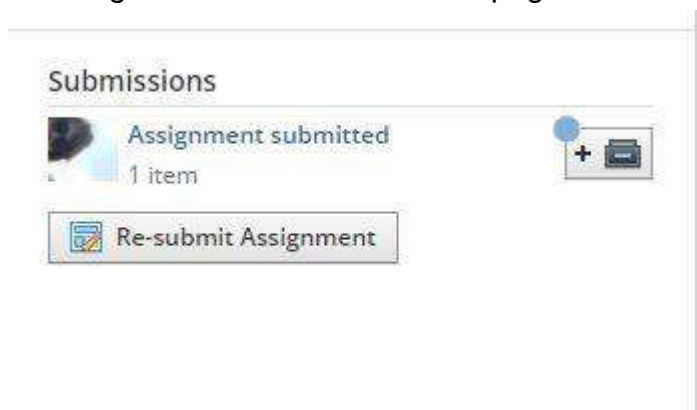 Submissions
Assignment submitted
+
1 item
Re-submit Assignment